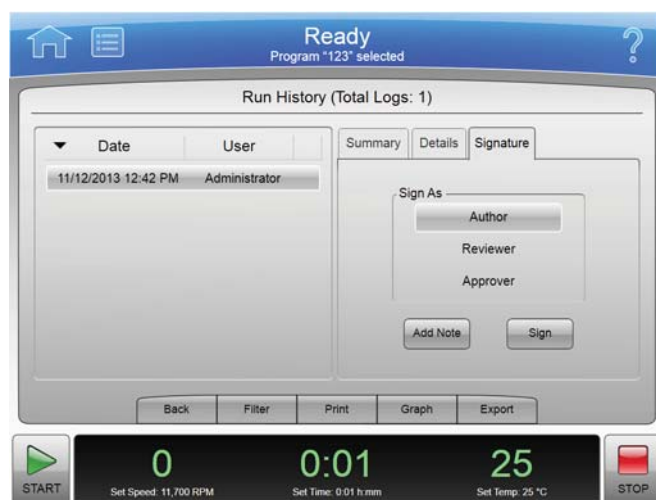 Ready
Program "123" selected
?
Run History (Total Logs: 1)
Date User
11/12/2013 12:42 PM Administrator
Summary Details Signature
Sign As
Author
Reviewer
Approver
Add Note Sign
Back Filter Print Graph Export
START
0
Set Speed: 11,700 RPM
0:01
Set Time: 0:01 h:mm
25
Set Temp: 25 °C
STOP